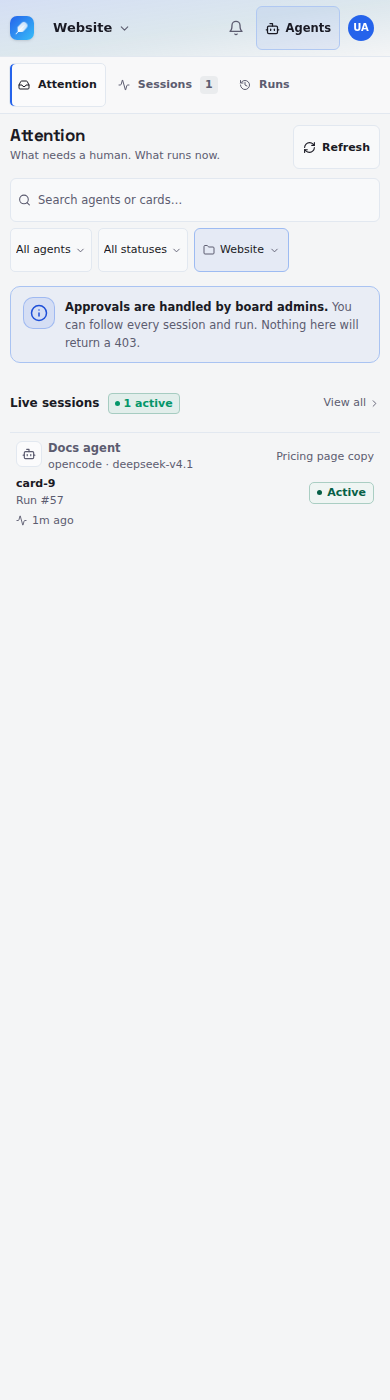 Website
Agents
UA
Attention
Sessions 1
Runs
Attention
What needs a human. What runs now.
Refresh
Search agents or cards...
All agents
All statuses
Website
Approvals are handled by board admins. You
can follow every session and run. Nothing here will
return a 403.
Live sessions
1 active
View all
Docs agent
opencode · deepseek-v4.1
Pricing page copy
card-9
Run #57
Active
1m ago